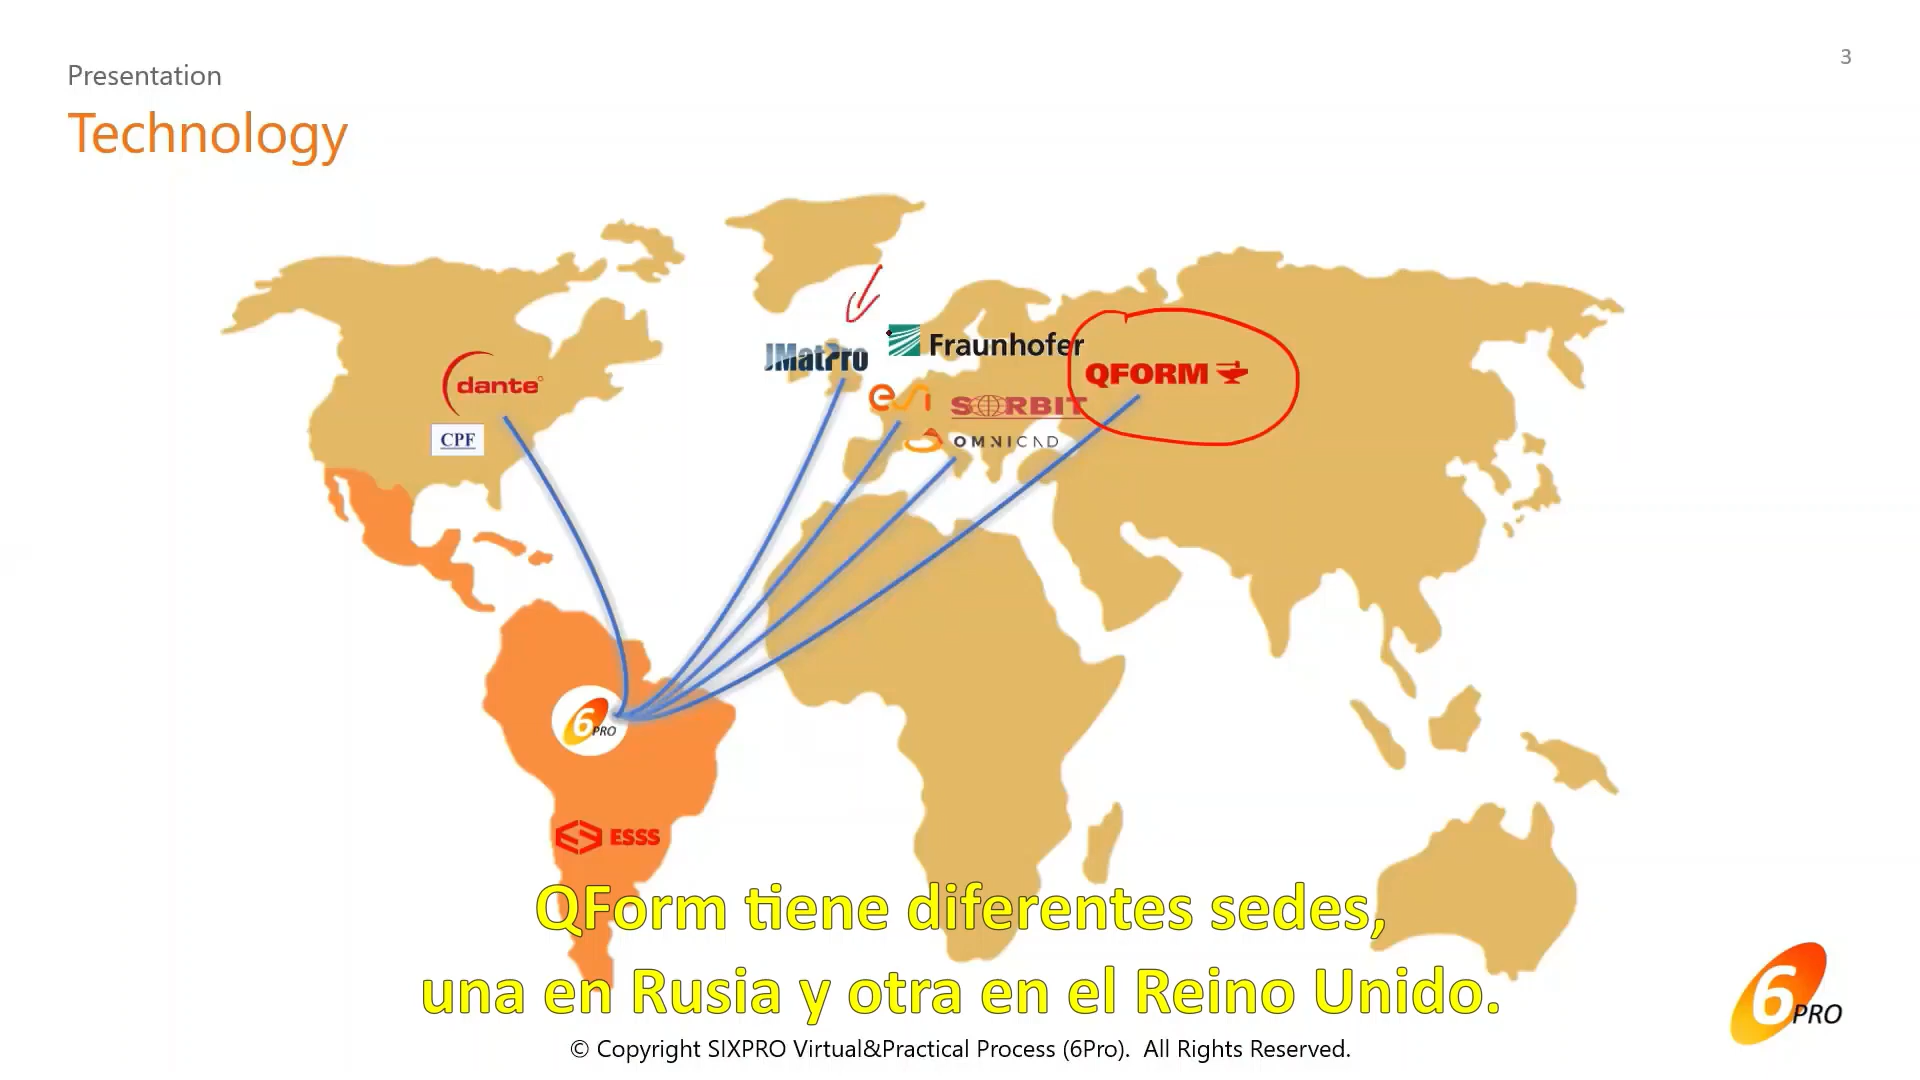 Presentation
3
Technology
JMatPro
Fraunhofer
QFORM
dante
esi
SORBIT
CPF
OMNICAD
6 PRO
ESSS
QForm tiene diferentes sedes,
una en Rusia y otra en el Reino Unido.
6 PRO
© Copyright SIXPRO Virtual&Practical Process (6Pro). All Rights Reserved.